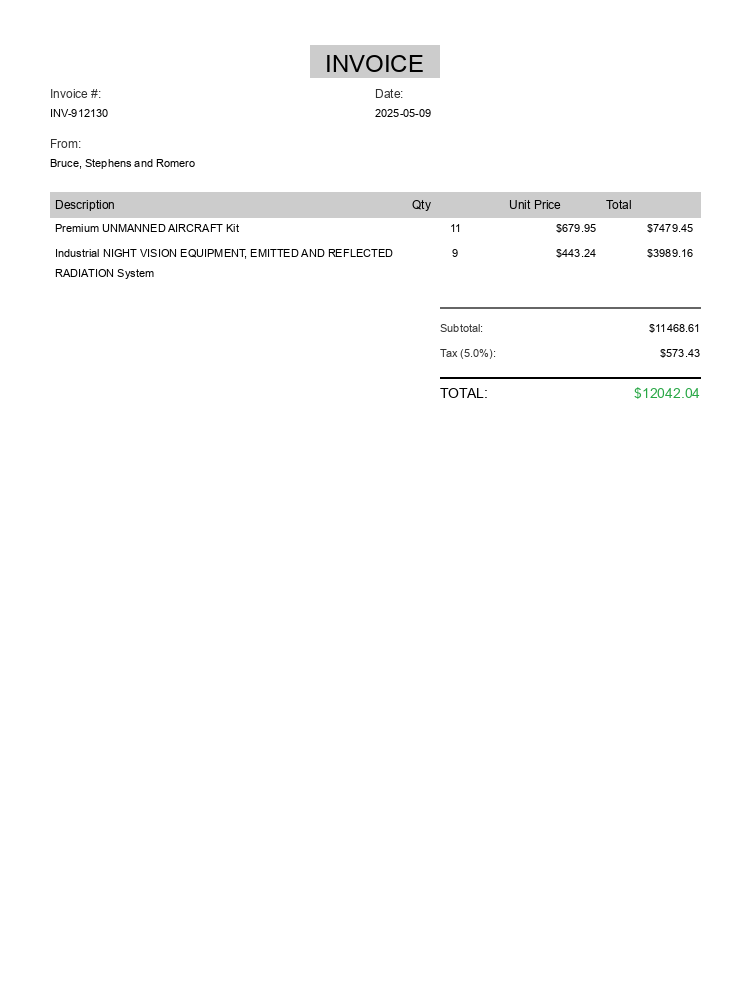 INVOICE
Invoice #: Date:
INV-912130 2025-05-09
From:
Bruce, Stephens and Romero
Description Qty Unit Price Total
Premium UNMANNED AIRCRAFT Kit 11 $679.95 $7479.45
Industrial NIGHT VISION EQUIPMENT, EMITTED AND REFLECTED 9 $443.24 $3989.16
RADIATION System
Subtotal: $11468.61
Tax (5.0%): $573.43
TOTAL: $12042.04